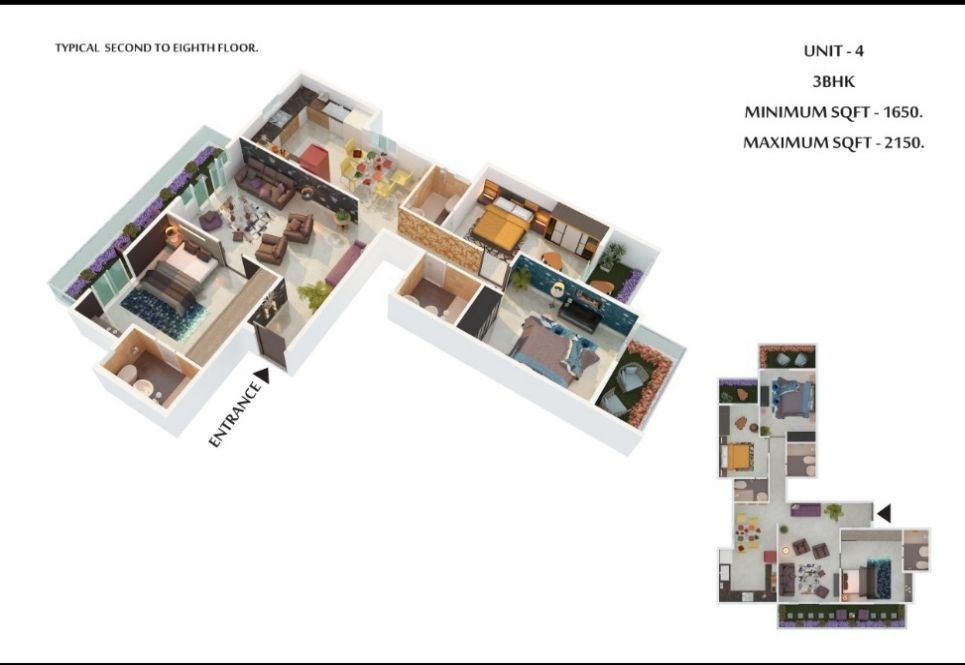 TYPICAL SECOND TO EIGHTH FLOOR.
UNIT - 4
3BHK
MINIMUM SQFT - 1650.
MAXIMUM SQFT - 2150.
ENTRANCE